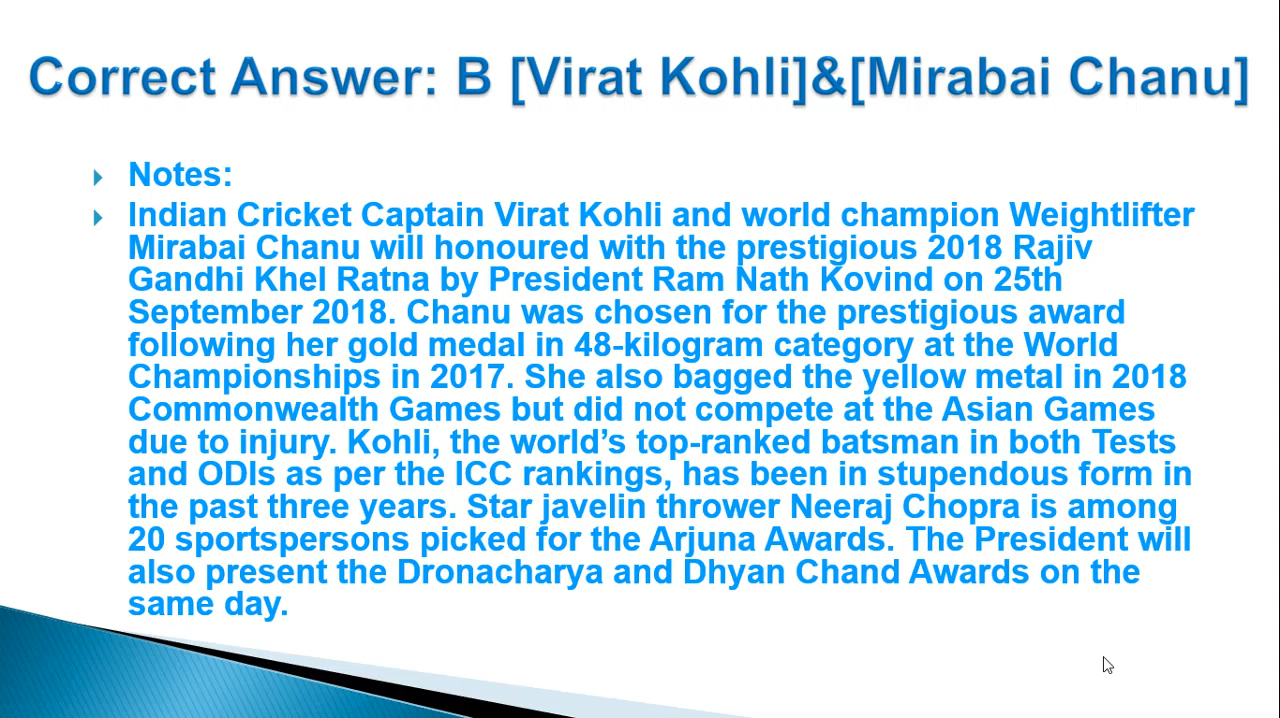 Correct Answer: B [Virat Kohli]&[Mirabai Chanu]
Notes:
Indian Cricket Captain Virat Kohli and world champion Weightlifter
Mirabai Chanu will honoured with the prestigious 2018 Rajiv
Gandhi Khel Ratna by President Ram Nath Kovind on 25th
September 2018. Chanu was chosen for the prestigious award
following her gold medal in 48-kilogram category at the World
Championships in 2017. She also bagged the yellow metal in 2018
Commonwealth Games but did not compete at the Asian Games
due to injury. Kohli, the world’s top-ranked batsman in both Tests
and ODIs as per the ICC rankings, has been in stupendous form in
the past three years. Star javelin thrower Neeraj Chopra is among
20 sportspersons picked for the Arjuna Awards. The President will
also present the Dronacharya and Dhyan Chand Awards on the
same day.